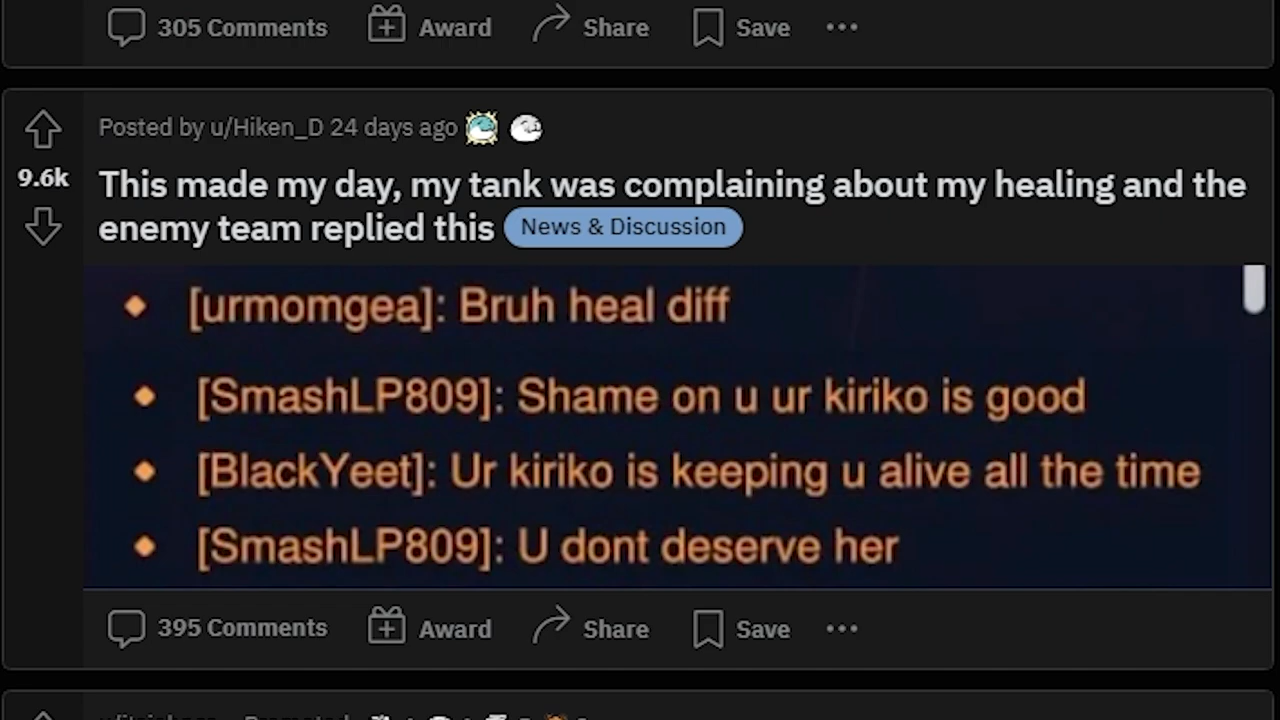 305 Comments Award Share Save
Posted by u/Hiken_D 24 days ago
9.6k
This made my day, my tank was complaining about my healing and the
enemy team replied this News & Discussion
[urmomgea]: Bruh heal diff
[SmashLP809]: Shame on u ur kiriko is good
[BlackYeet]: Ur kiriko is keeping u alive all the time
[SmashLP809]: U dont deserve her
395 Comments Award Share Save